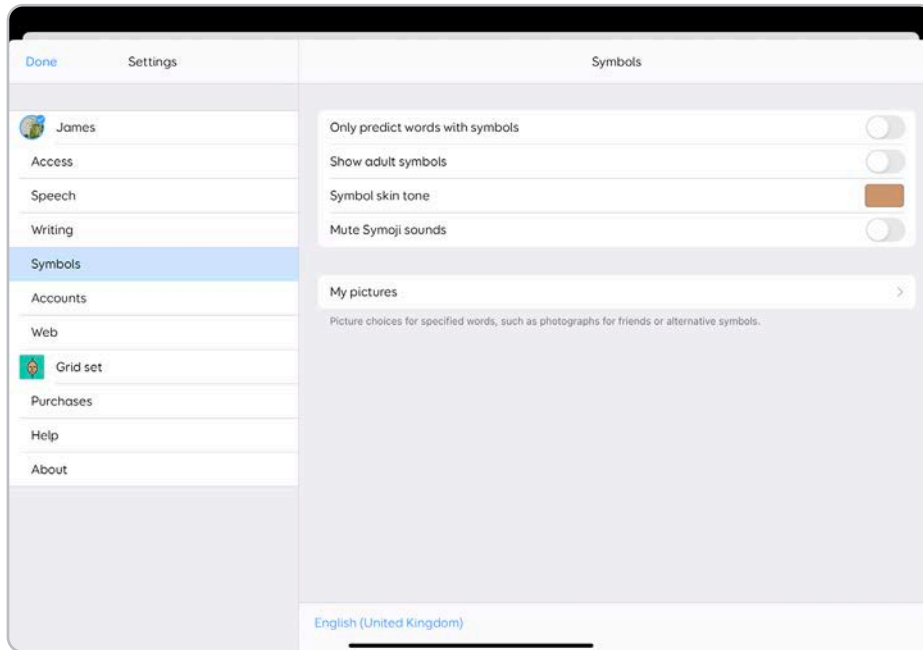 Done
Settings
James
Access
Speech
Writing
Symbols
Accounts
Web
Grid set
Purchases
Help
About
Symbols
Only predict words with symbols
Show adult symbols
Symbol skin tone
Mute Symoji sounds
My pictures
Picture choices for specified words, such as photographs for friends or alternative symbols.
English (United Kingdom)